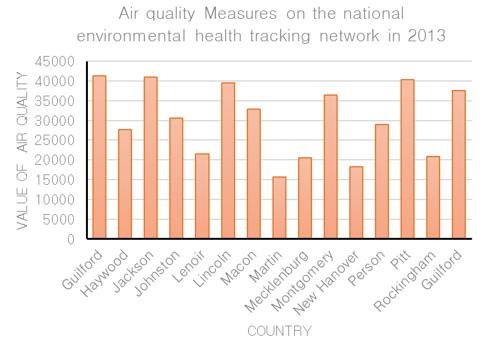 Air quality Measures on the national
environmental health tracking network in 2013
VALUE OF AIR QUALITY
45000
40000
35000
30000
25000
20000
15000
10000
5000
0
Guilford
Haywood
Jackson
Johnston
Lenoir
Lincoln
Macon
Martin
Mecklenburg
Montgomery
New Hanover
Person
Pitt
Rockingham
Guilford
COUNTRY